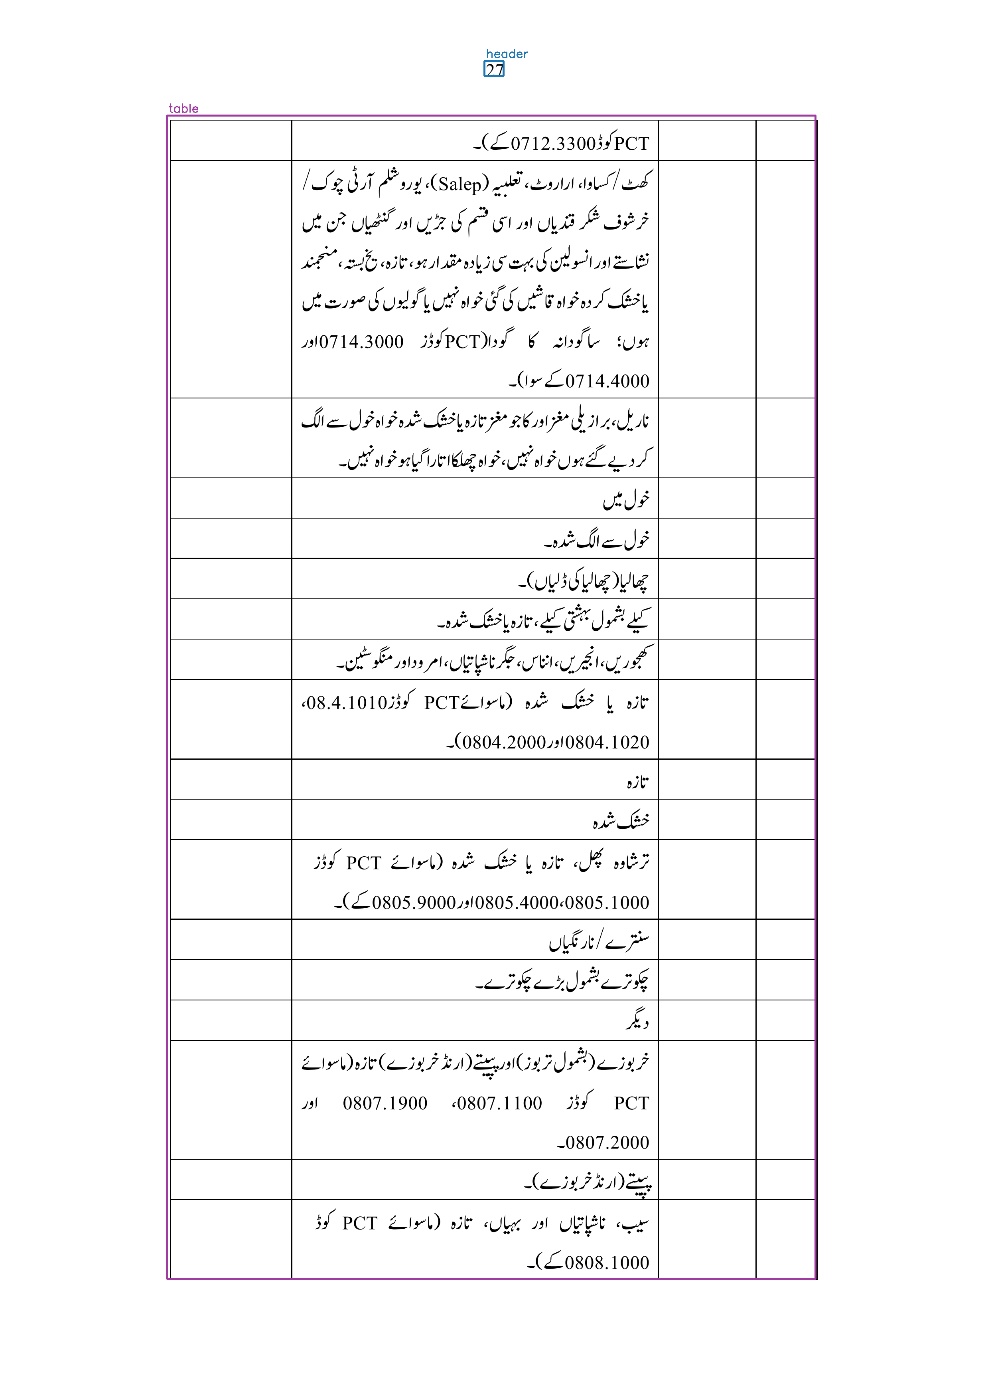 header
27
table
PCTکوڈ0712.3300کے)۔
کھٹ/کساوا، اراروٹ، تعلبیہ (Salep)، یوروشلم آرٹی چوک/
خرشوف شکر قندیاں اور اسی قسم کی جڑیں اور گنٹھیاں جن میں
نشاستے اور انسولین کی بہت سی زیادہ مقدار ہو، تازہ، یخ بستہ، منجمند
یا خشک کردہ خواہ قاشیں کی گئی خواہ نہیں یا گولیوں کی صورت میں
ہوں؛ ساگودانہ کا گودا(PCTکوڈز 0714.3000اور
0714.4000کے سوا)۔
ناریل، برازیلی مغز اور کاجو مغز تازہ یا خشک شدہ خواہ خول سے الگ
کر دیے گئے ہوں خواہ نہیں، خواہ چھلکا اتارا گیا ہو خواہ نہیں۔
خول میں
خول سے الگ شدہ۔
چھالیا(چھالیا کی ڈلیاں)۔
کیلے بشمول بہشتی کیلے، تازہ یا خشک شدہ۔
کھجوریں، انجیریں، انناس، جگر ناشپاتیاں، امرود اور منگوسٹین۔
تازہ یا خشک شدہ (ماسوائےPCT کوڈز08.4.1010،
0804.1020اور0804.2000)۔
تازہ
خشک شدہ
ترشاوہ پھل، تازہ یا خشک شدہ (ماسوائے PCT کوڈز
0805.1000،0805.4000اور0805.9000کے)۔
سنترے/نارنگیاں
چکوترے بشمول بڑے چکوترے۔
دیگر
خربوزے(بشمول تربوز)اور پپیتے(ارنڈ خربوزے) تازہ(ماسوائے
PCT کوڈز 0807.1100، 0807.1900 اور
0807.2000۔
پپیتے(ارنڈ خربوزے)۔
سیب، ناشپاتیاں اور بہیاں، تازہ (ماسوائے PCT کوڈ
0808.1000کے)۔